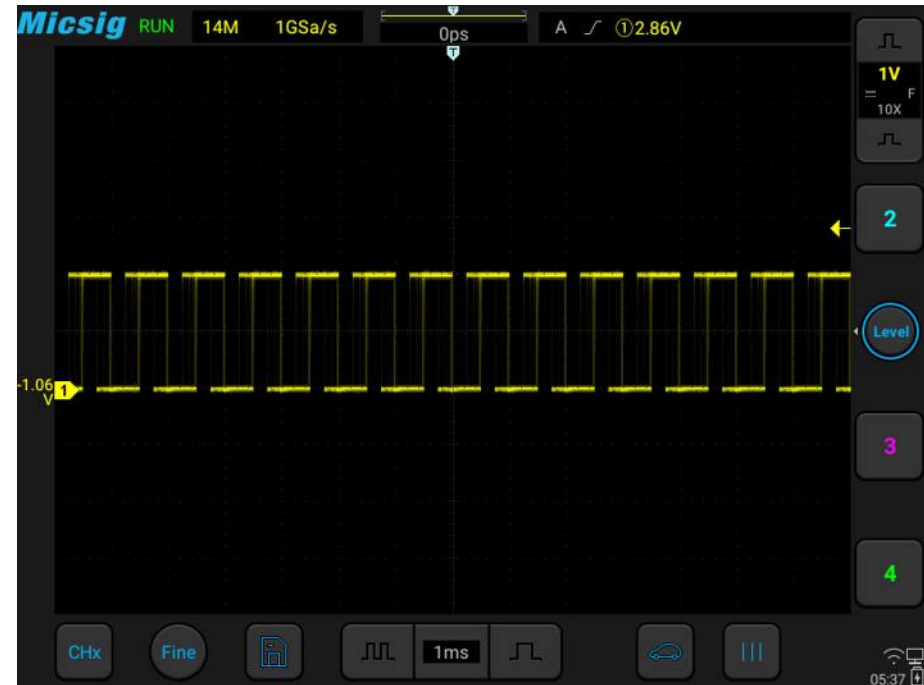 Micsig RUN 14M 1GSa/s 0ps A ①2.86V
T
T
1V
F
10X
2
Level
-1.06
V
1
3
4
CHx Fine 1ms
05:37